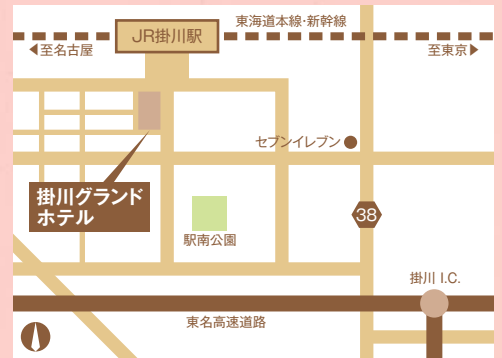 東海道本線・新幹線
JR掛川駅
◀至名古屋
至東京▶
セブンイレブン
掛川グランド
ホテル
38
駅南公園
掛川 I.C.
東名高速道路